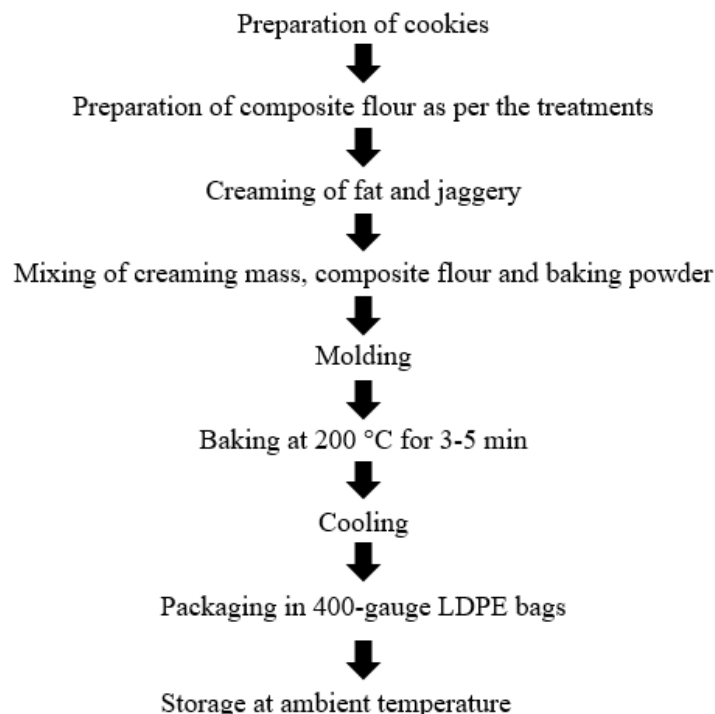 Preparation of cookies
Preparation of composite flour as per the treatments
Creaming of fat and jaggery
Mixing of creaming mass, composite flour and baking powder
Molding
Baking at 200 °C for 3-5 min
Cooling
Packaging in 400-gauge LDPE bags
Storage at ambient temperature